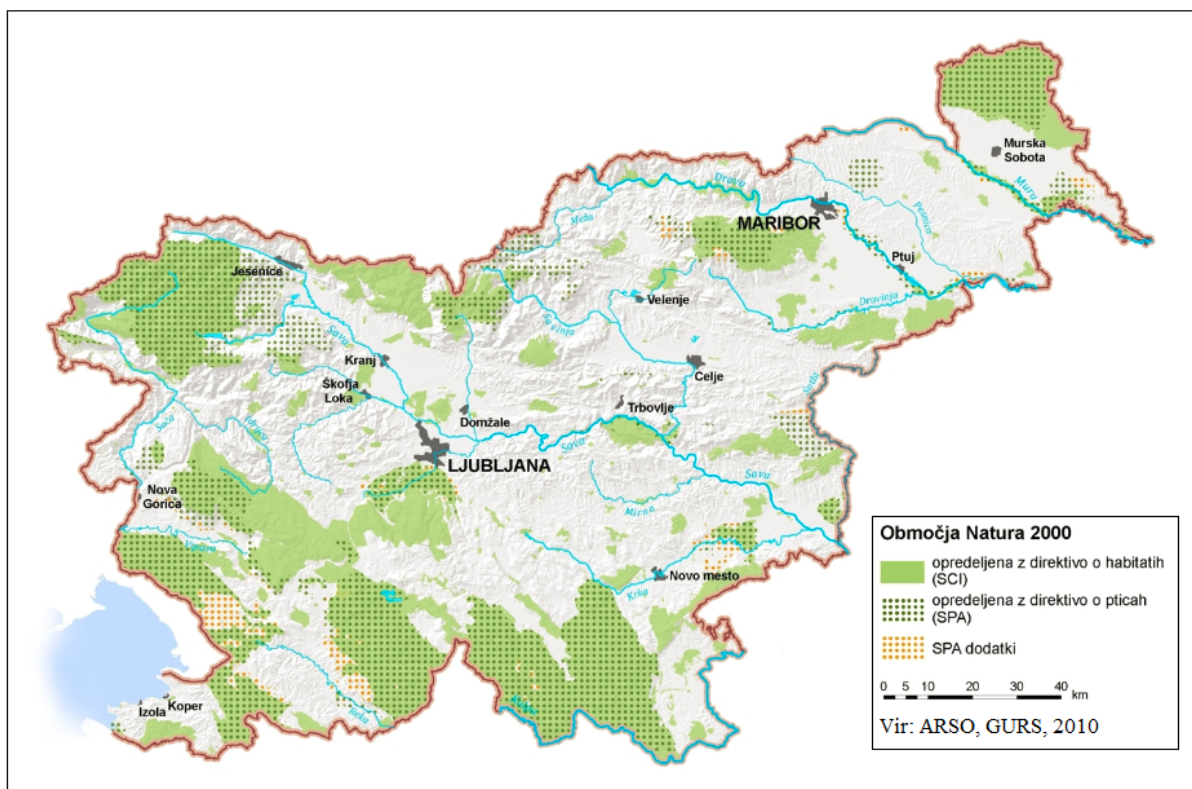 Murska
Sobota
Mura
Drava
Meža
MARIBOR
Pesnica
Ptuj
Jesenice
Velenje
Dravinja
Savinja
Sava
Kranj
Celje
Škofja
Loka
Sotla
Trbovlje
Domžale
Soča
Idrijca
LJUBLJANA
Sava
Sava
Nova
Gorica
Mirna
Vipava
Novo mesto
Krka
Izola
Koper
Reka
Kolpa
Območja Natura 2000
opredeljena z direktivo o habitatih
(SCI)
opredeljena z direktivo o pticah
(SPA)
SPA dodatki
0 5 10 20 30 40
km
Vir: ARSO, GURS, 2010